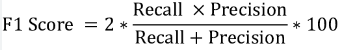 F1 Score = 2 * Recall × Precision / Recall + Precision * 100